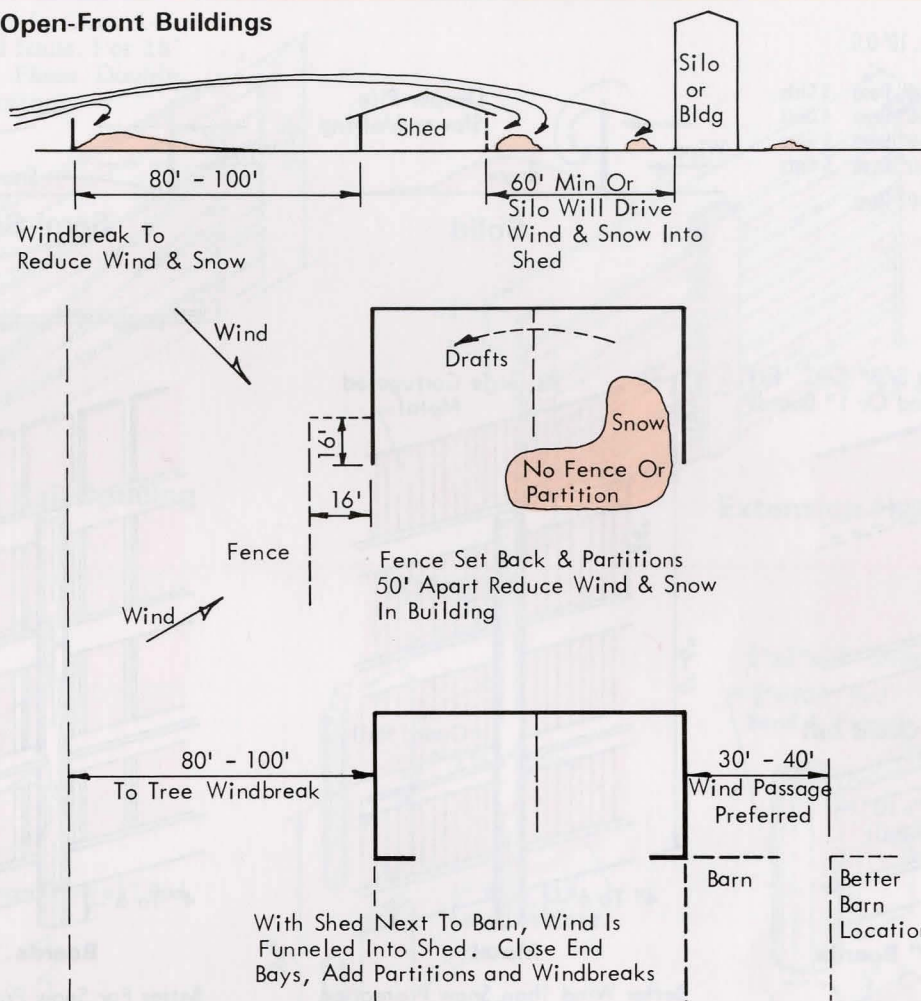 Open-Front Buildings
Silo
or
Bldg
Shed
80' - 100'
60' Min Or
Silo Will Drive
Wind & Snow Into
Shed
Windbreak To
Reduce Wind & Snow
Wind
Drafts
Snow
16'
No Fence Or
Partition
16'
Fence
Fence Set Back & Partitions
50' Apart Reduce Wind & Snow
In Building
Wind
80' - 100'
To Tree Windbreak
30' - 40'
Wind Passage
Preferred
Barn
Better
Barn
Location
With Shed Next To Barn, Wind Is
Funneled Into Shed. Close End
Bays, Add Partitions and Windbreaks